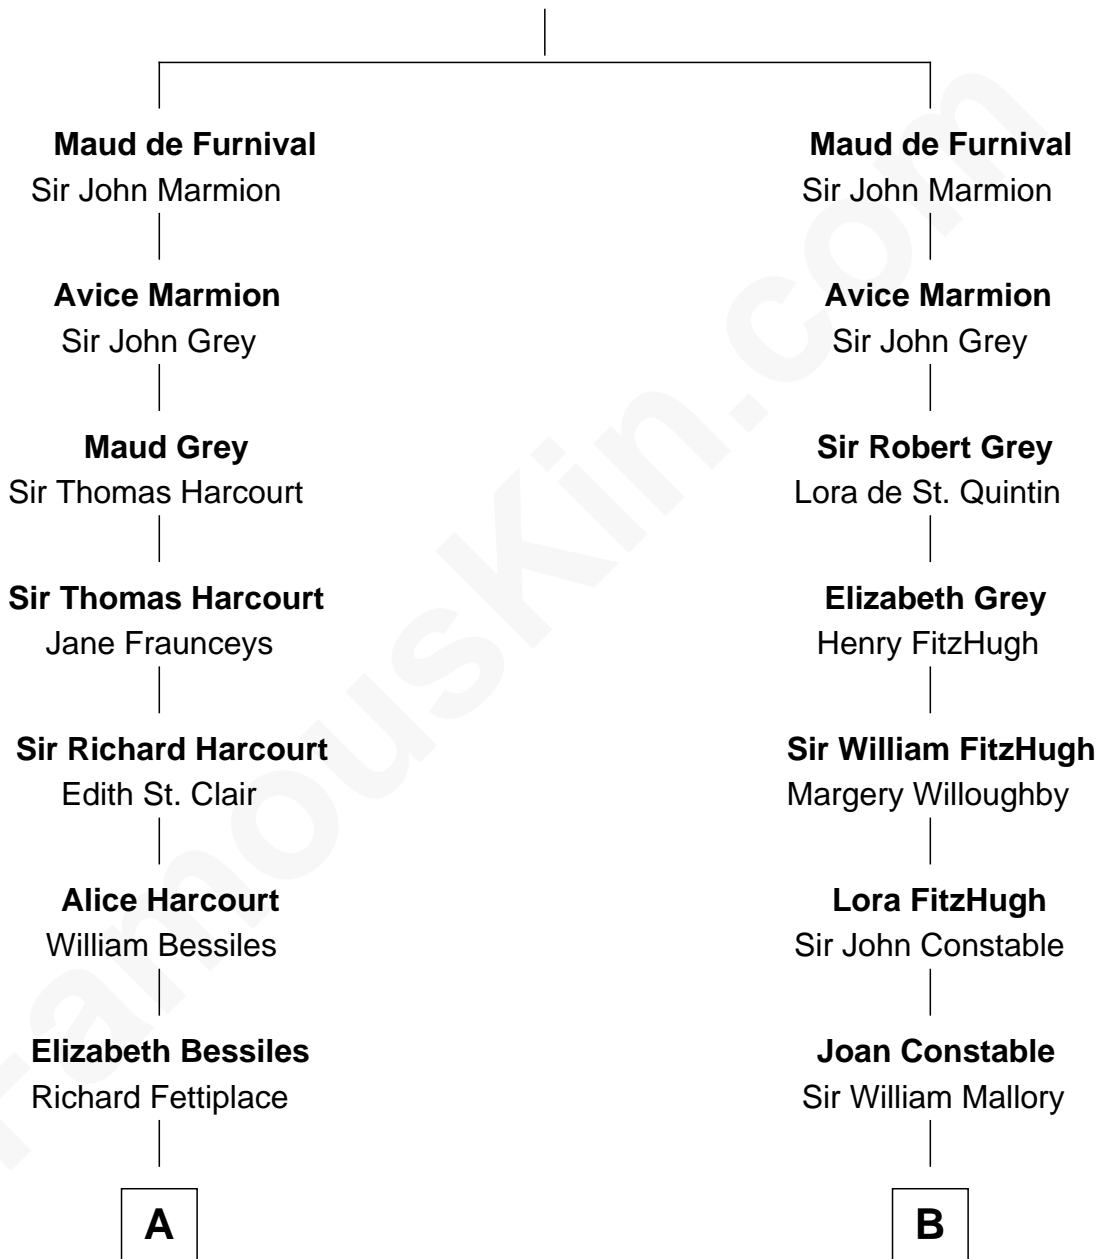 Maud de Furnival
Sir John Marmion
Avice Marmion
Sir John Grey
Maud Grey
Sir Thomas Harcourt
Sir Thomas Harcourt
Jane Fraunceys
Sir Richard Harcourt
Edith St. Clair
Alice Harcourt
William Bessiles
Elizabeth Bessiles
Richard Fettiplace
A
Maud de Furnival
Sir John Marmion
Avice Marmion
Sir John Grey
Sir Robert Grey
Lora de St. Quintin
Elizabeth Grey
Henry FitzHugh
Sir William FitzHugh
Margery Willoughby
Lora FitzHugh
Sir John Constable
Joan Constable
Sir William Mallory
B
FamousKin.com